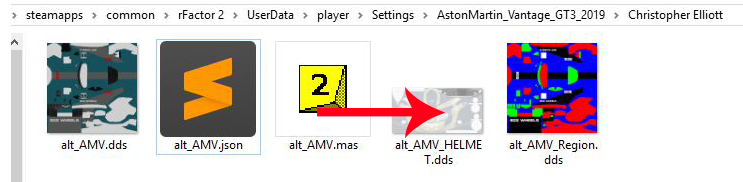 steamapps > common > rFactor 2 > UserData > player > Settings > AstonMartin_Vantage_GT3_2019 > Christopher Elliott
2
alt_AMV.dds
alt_AMV.json
alt_AMV.mas
alt_AMV_HELME
T.dds
alt_AMV_Region.
dds